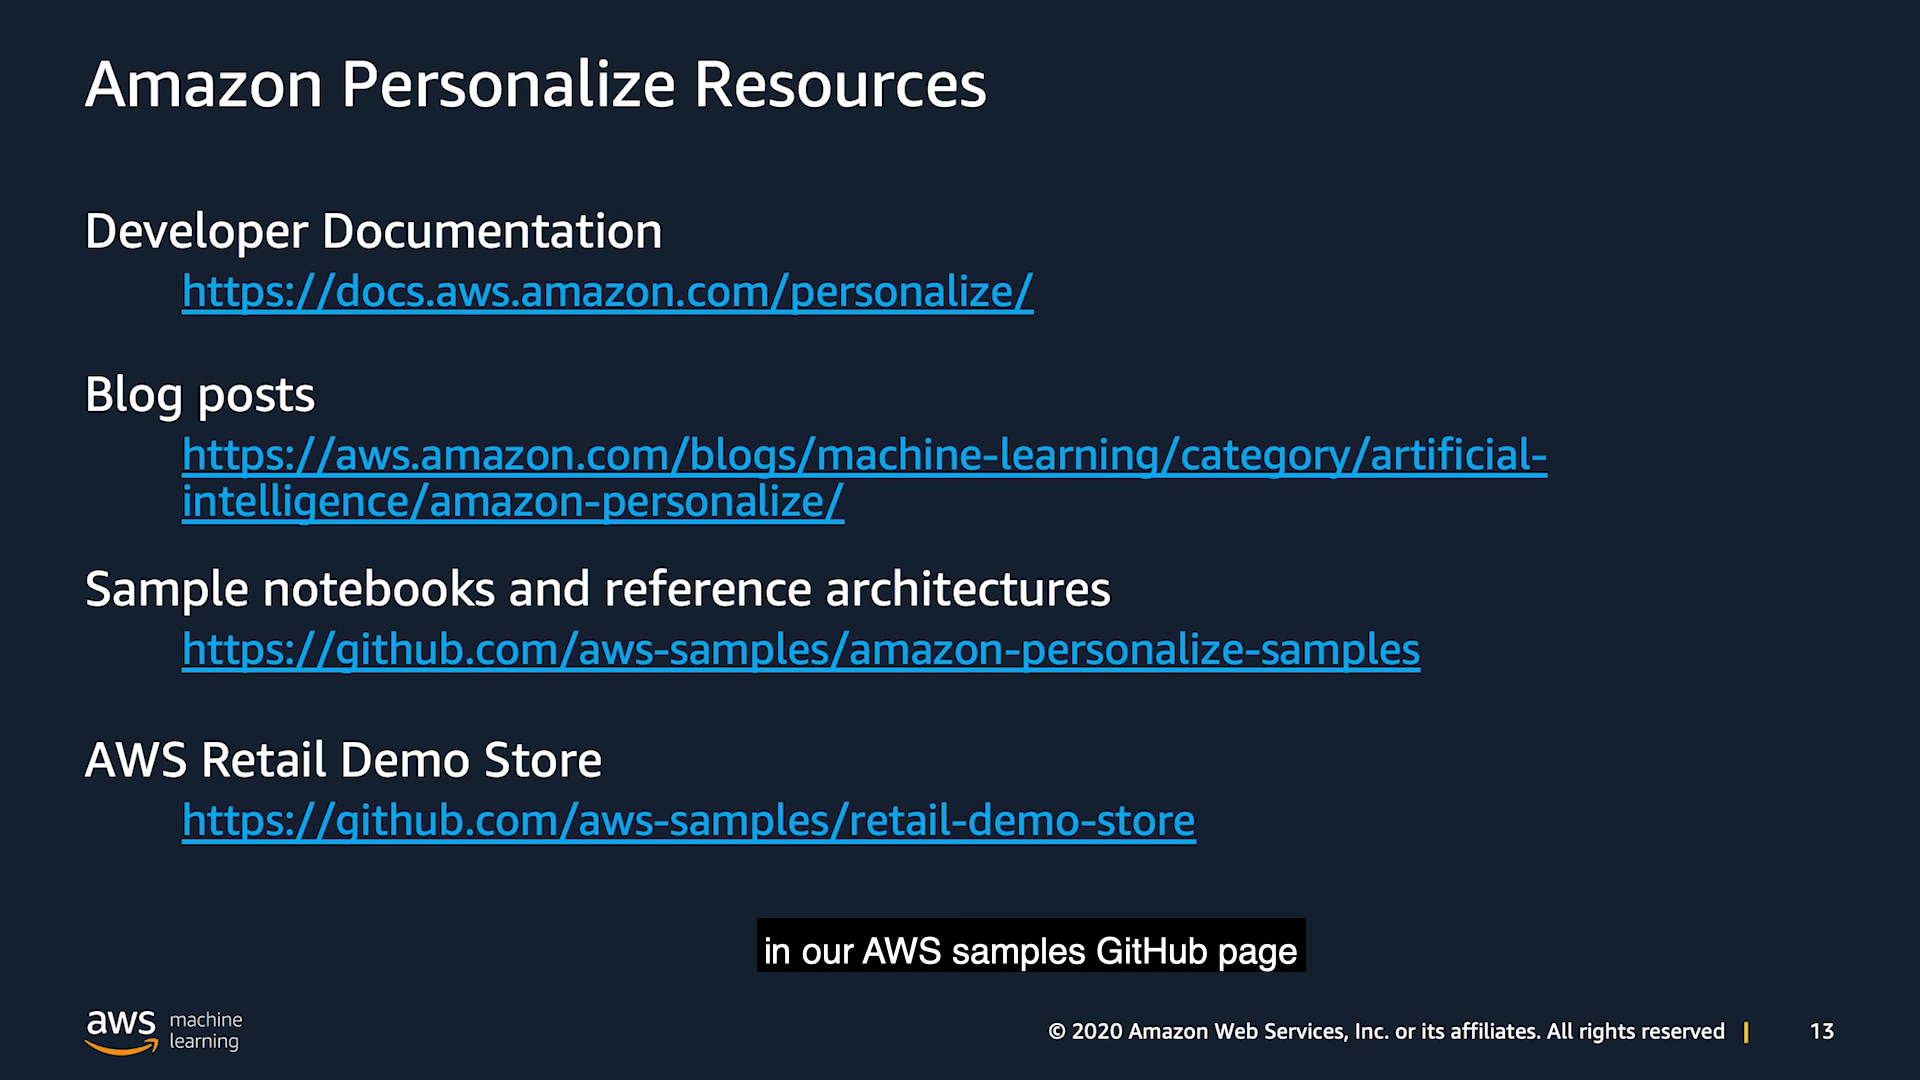 Amazon Personalize Resources
Developer Documentation
https://docs.aws.amazon.com/personalize/
Blog posts
https://aws.amazon.com/blogs/machine-learning/category/artificial-
intelligence/amazon-personalize/
Sample notebooks and reference architectures
https://github.com/aws-samples/amazon-personalize-samples
AWS Retail Demo Store
https://github.com/aws-samples/retail-demo-store
in our AWS samples GitHub page
aws machine
learning
© 2020 Amazon Web Services, Inc. or its affiliates. All rights reserved | 13